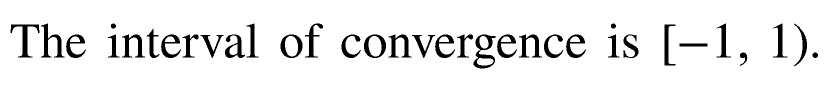 The interval of convergence is [−1, 1).